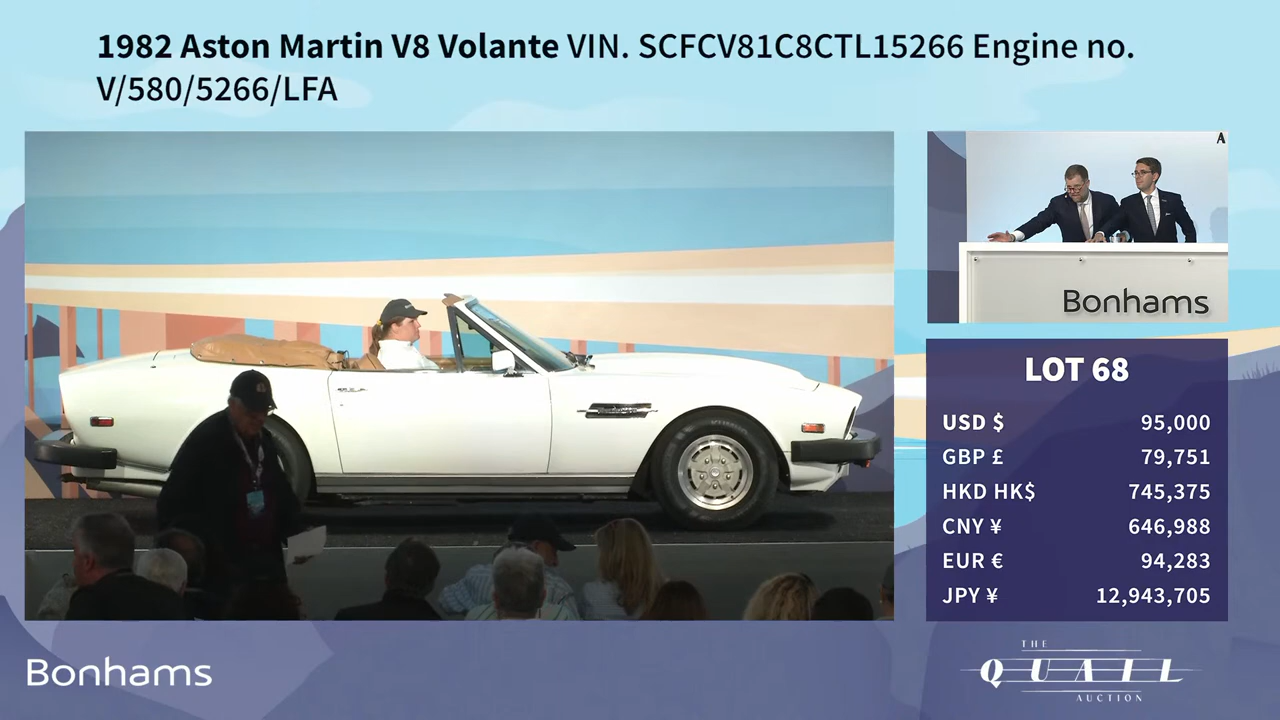 1982 Aston Martin V8 Volante VIN. SCFCV81C8CTL15266 Engine no.
V/580/5266/LFA
A
Bonhams
LOT 68
USD $ 95,000
GBP £ 79,751
HKD HK$ 745,375
CNY ¥ 646,988
EUR € 94,283
JPY ¥ 12,943,705
Bonhams
THE
QUAIL
AUCTION